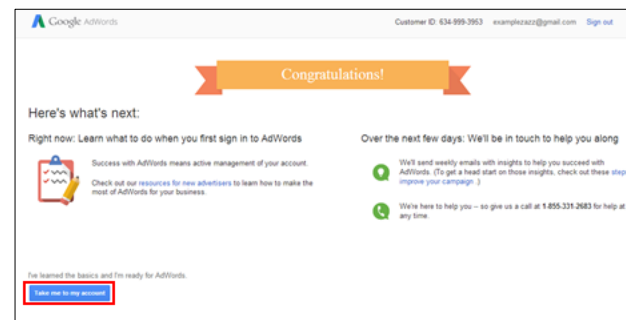 Google AdWords
Customer ID: 634-999-3953 examplezazz@gmail.com Sign out
Congratulations!
Here's what's next:
Right now: Learn what to do when you first sign in to AdWords
Success with AdWords means active management of your account.
Check out our resources for new advertisers to learn how to make the
most of AdWords for your business.
Over the next few days: We'll be in touch to help you along
We'll send weekly emails with insights to help you succeed with
AdWords. (To get a head start on those insights, check out these step
improve your campaign.)
We're here to help you -- so give us a call at 1-855-331-2683 for help at
any time.
I've learned the basics and I'm ready for AdWords.
Take me to my account